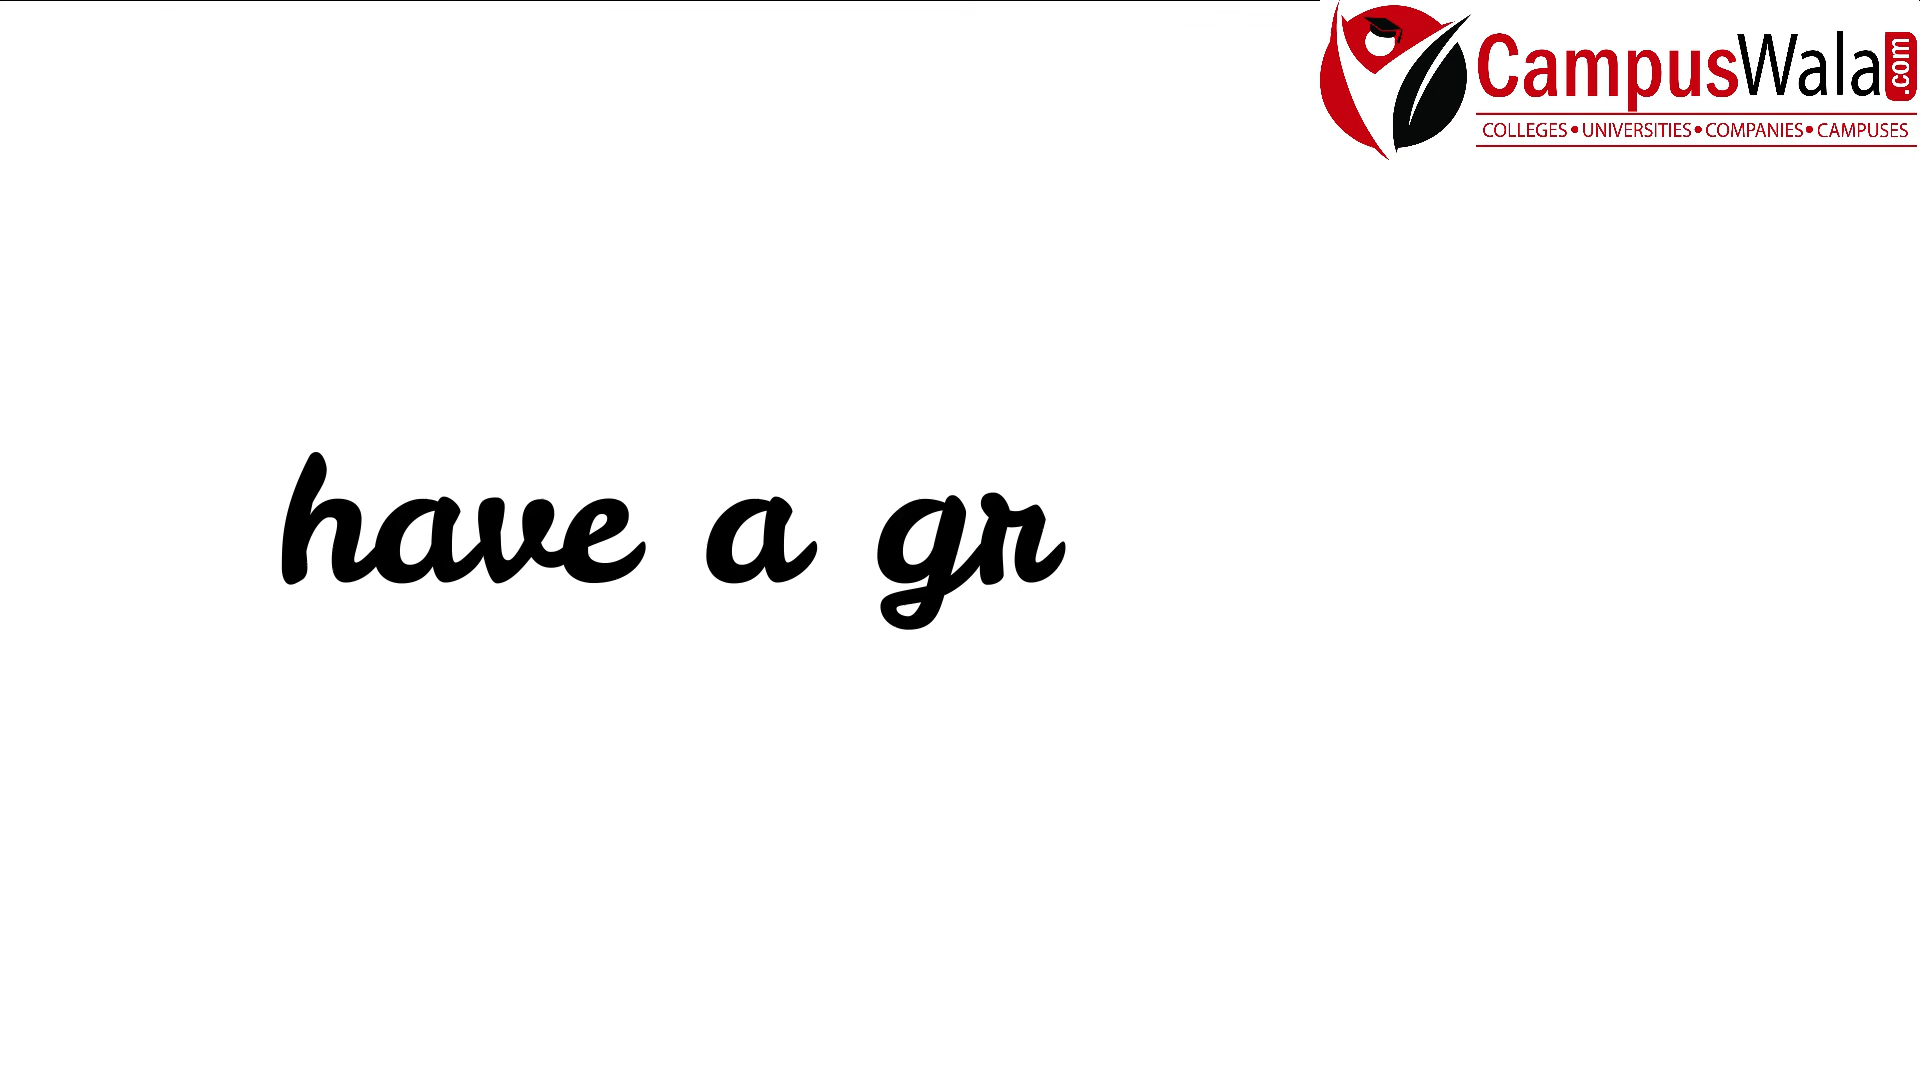 CampusWala.com
COLLEGES • UNIVERSITIES • COMPANIES • CAMPUSES
have a gr